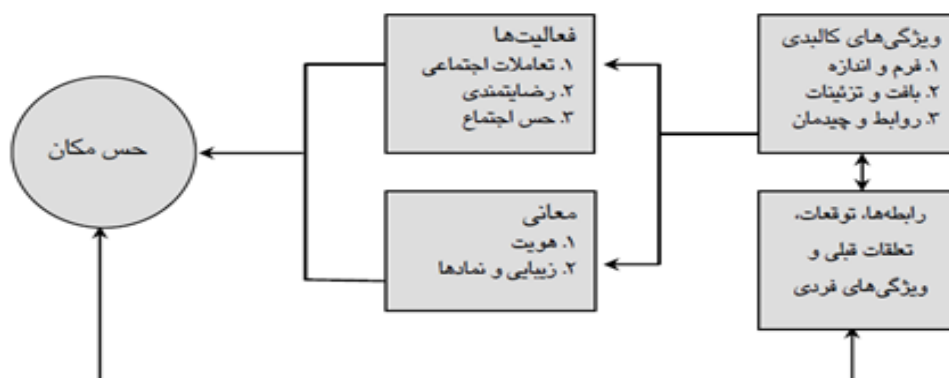 ویژگی‌های کالبدی
۱. فرم و اندازه
۲. بافت و تزئینات
۳. روابط و چیدمان
رابطه‌ها، توقعات،
تعلقات قبلی و
ویژگی‌های فردی
فعالیت‌ها
۱. تعاملات اجتماعی
۲. رضایتمندی
۳. حس اجتماع
معانی
۱. هویت
۲. زیبایی و نمادها
حس مکان